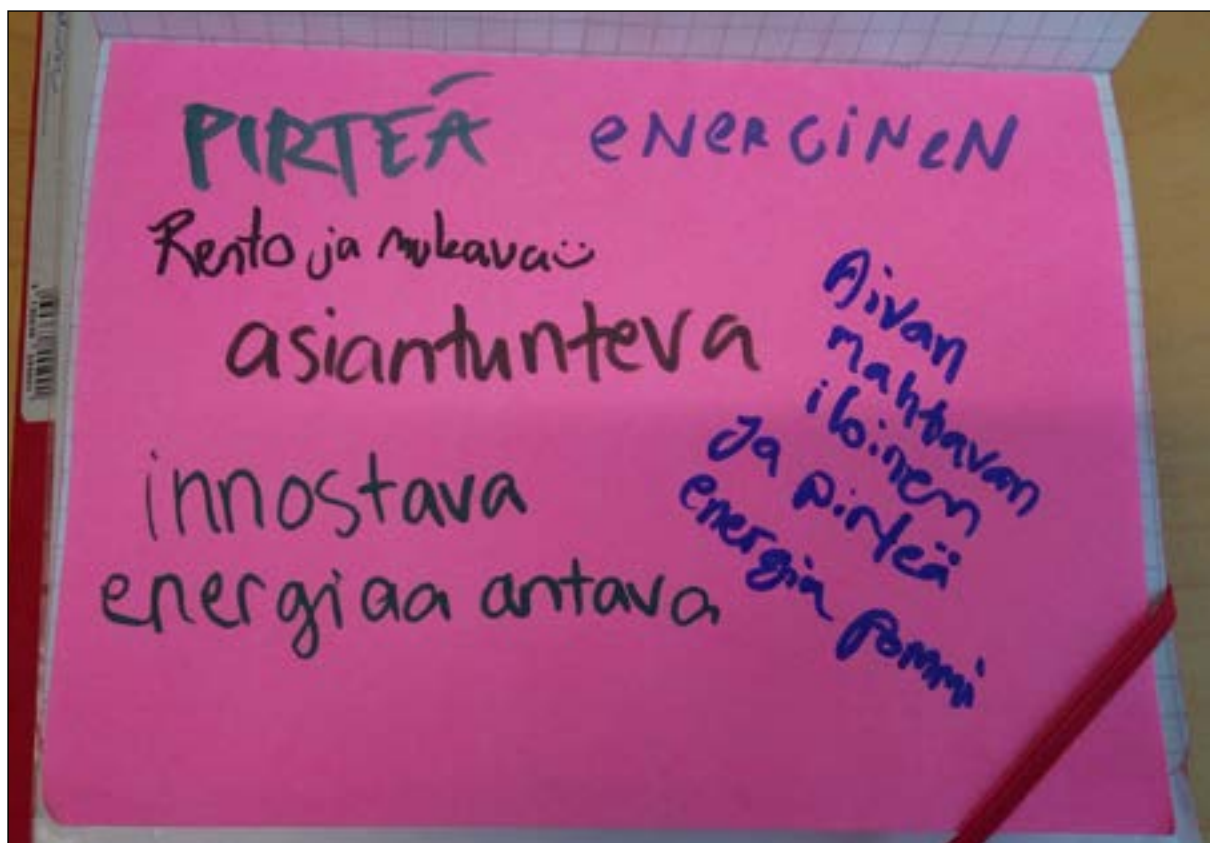 PIRTEÄ
eNeRGiNeN
Rento ja mukava :)
asiantunteva
Aivan
mahtavan
iloinen
ja pirteä
energia pommi
innostava
energiaa antava